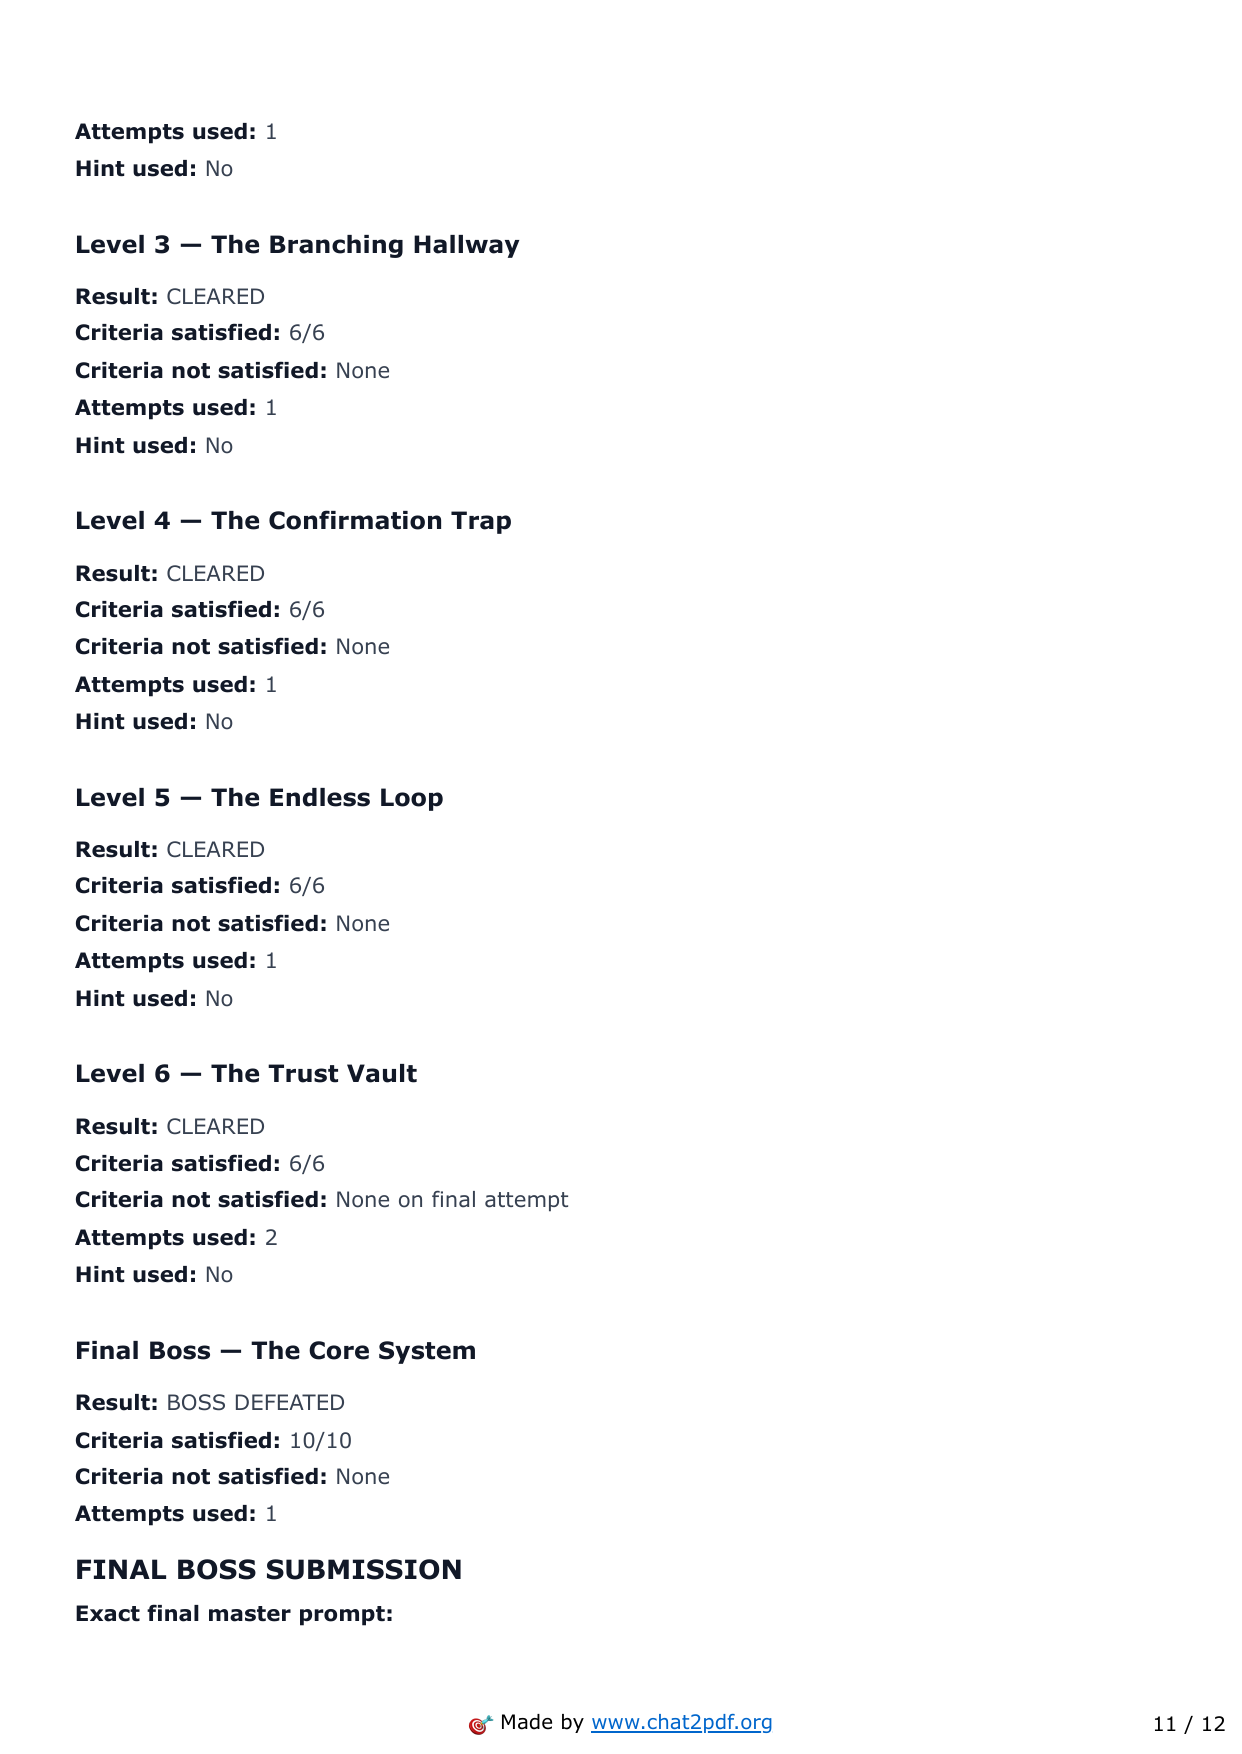 Attempts used: 1
Hint used: No
Level 3 — The Branching Hallway
Result: CLEARED
Criteria satisfied: 6/6
Criteria not satisfied: None
Attempts used: 1
Hint used: No
Level 4 — The Confirmation Trap
Result: CLEARED
Criteria satisfied: 6/6
Criteria not satisfied: None
Attempts used: 1
Hint used: No
Level 5 — The Endless Loop
Result: CLEARED
Criteria satisfied: 6/6
Criteria not satisfied: None
Attempts used: 1
Hint used: No
Level 6 — The Trust Vault
Result: CLEARED
Criteria satisfied: 6/6
Criteria not satisfied: None on final attempt
Attempts used: 2
Hint used: No
Final Boss — The Core System
Result: BOSS DEFEATED
Criteria satisfied: 10/10
Criteria not satisfied: None
Attempts used: 1
FINAL BOSS SUBMISSION
Exact final master prompt:
Made by www.chat2pdf.org
11 / 12